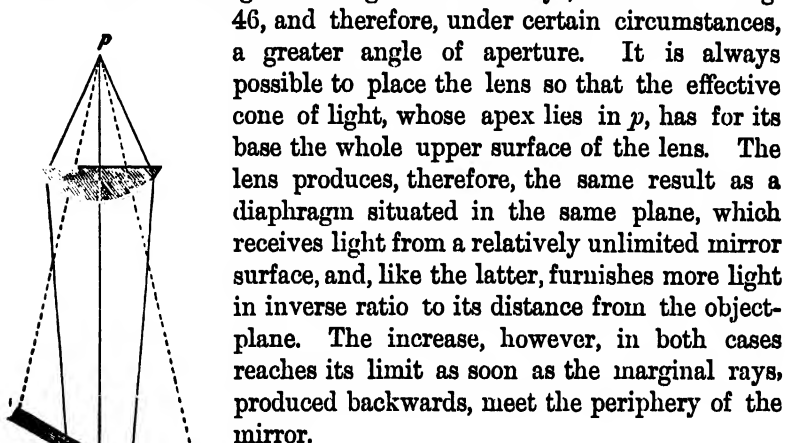 p
46, and therefore, under certain circumstances,
a greater angle of aperture. It is always
possible to place the lens so that the effective
cone of light, whose apex lies in p, has for its
base the whole upper surface of the lens. The
lens produces, therefore, the same result as a
diaphragm situated in the same plane, which
receives light from a relatively unlimited mirror
surface, and, like the latter, furnishes more light
in inverse ratio to its distance from the object-
plane. The increase, however, in both cases
reaches its limit as soon as the marginal rays,
produced backwards, meet the periphery of the
mirror.